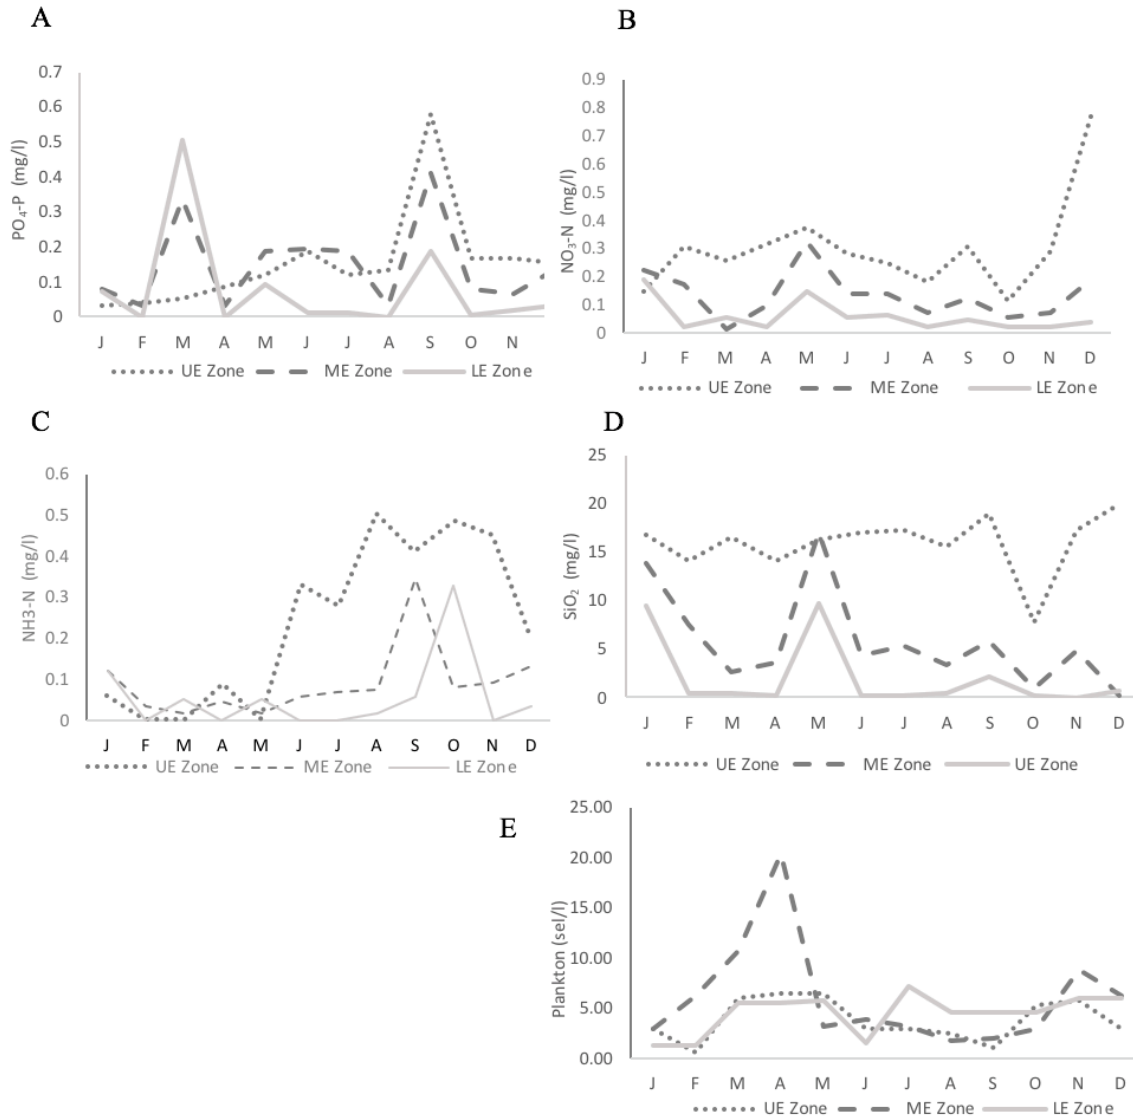 A
0.7
0.6
0.5
0.4
0.3
0.2
0.1
0
PO₄-P (mg/l)
J F M A M J J A S O N
UE Zone ME Zone LE Zone
B
0.9
0.8
0.7
0.6
0.5
0.4
0.3
0.2
0.1
0
NO₃-N (mg/l)
J F M A M J J A S O N D
UE Zone ME Zone LE Zone
C
0.6
0.5
0.4
0.3
0.2
0.1
0
NH3-N (mg/l)
J F M A M J J A S O N D
UE Zone ME Zone LE Zone
D
25
20
15
10
5
0
SiO₂ (mg/l)
J F M A M J J A S O N D
UE Zone ME Zone UE Zone
E
25.00
20.00
15.00
10.00
5.00
0.00
Plankton (sel/l)
J F M A M J J A S O N D
UE Zone ME Zone LE Zone